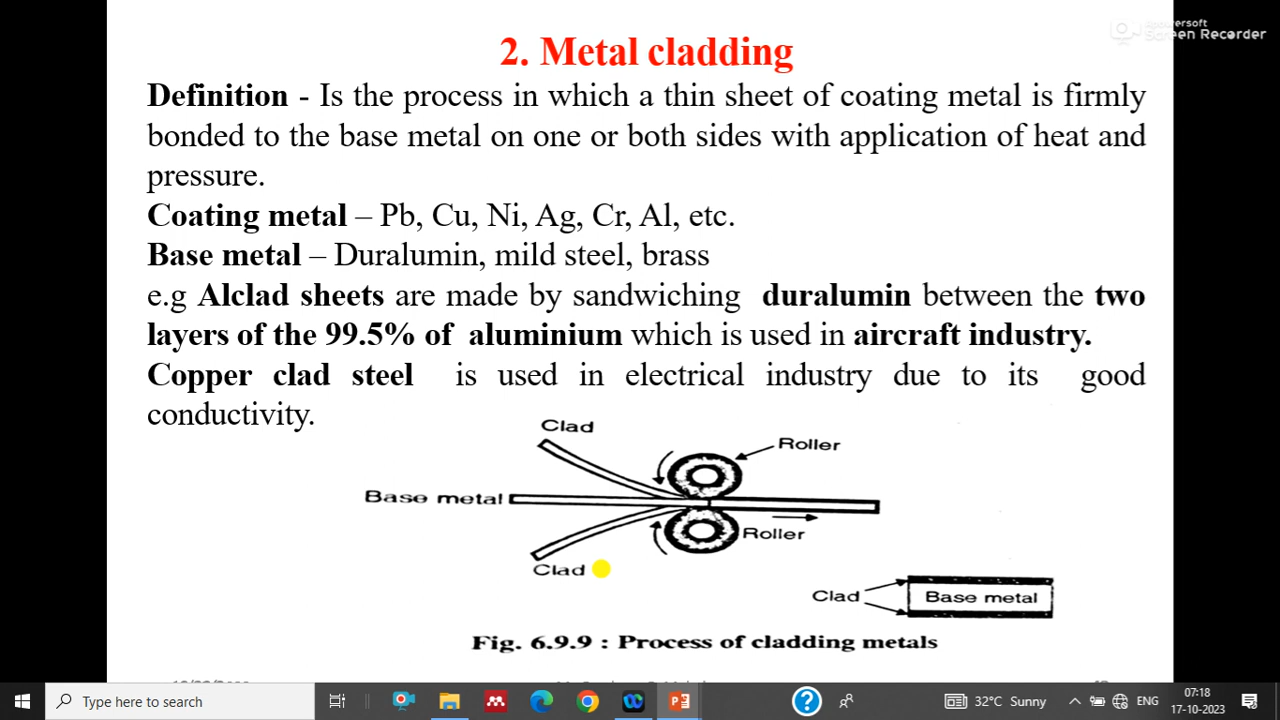 Apowersoft
Screen Recorder
2. Metal cladding
Definition - Is the process in which a thin sheet of coating metal is firmly
bonded to the base metal on one or both sides with application of heat and
pressure.
Coating metal – Pb, Cu, Ni, Ag, Cr, Al, etc.
Base metal – Duralumin, mild steel, brass
e.g Alclad sheets are made by sandwiching duralumin between the two
layers of the 99.5% of aluminium which is used in aircraft industry.
Copper clad steel is used in electrical industry due to its good
conductivity.
Clad
Roller
Base metal
Roller
Clad
Clad
Base metal
Fig. 6.9.9 : Process of cladding metals
Type here to search
32°C Sunny
ENG
07:18
17-10-2023